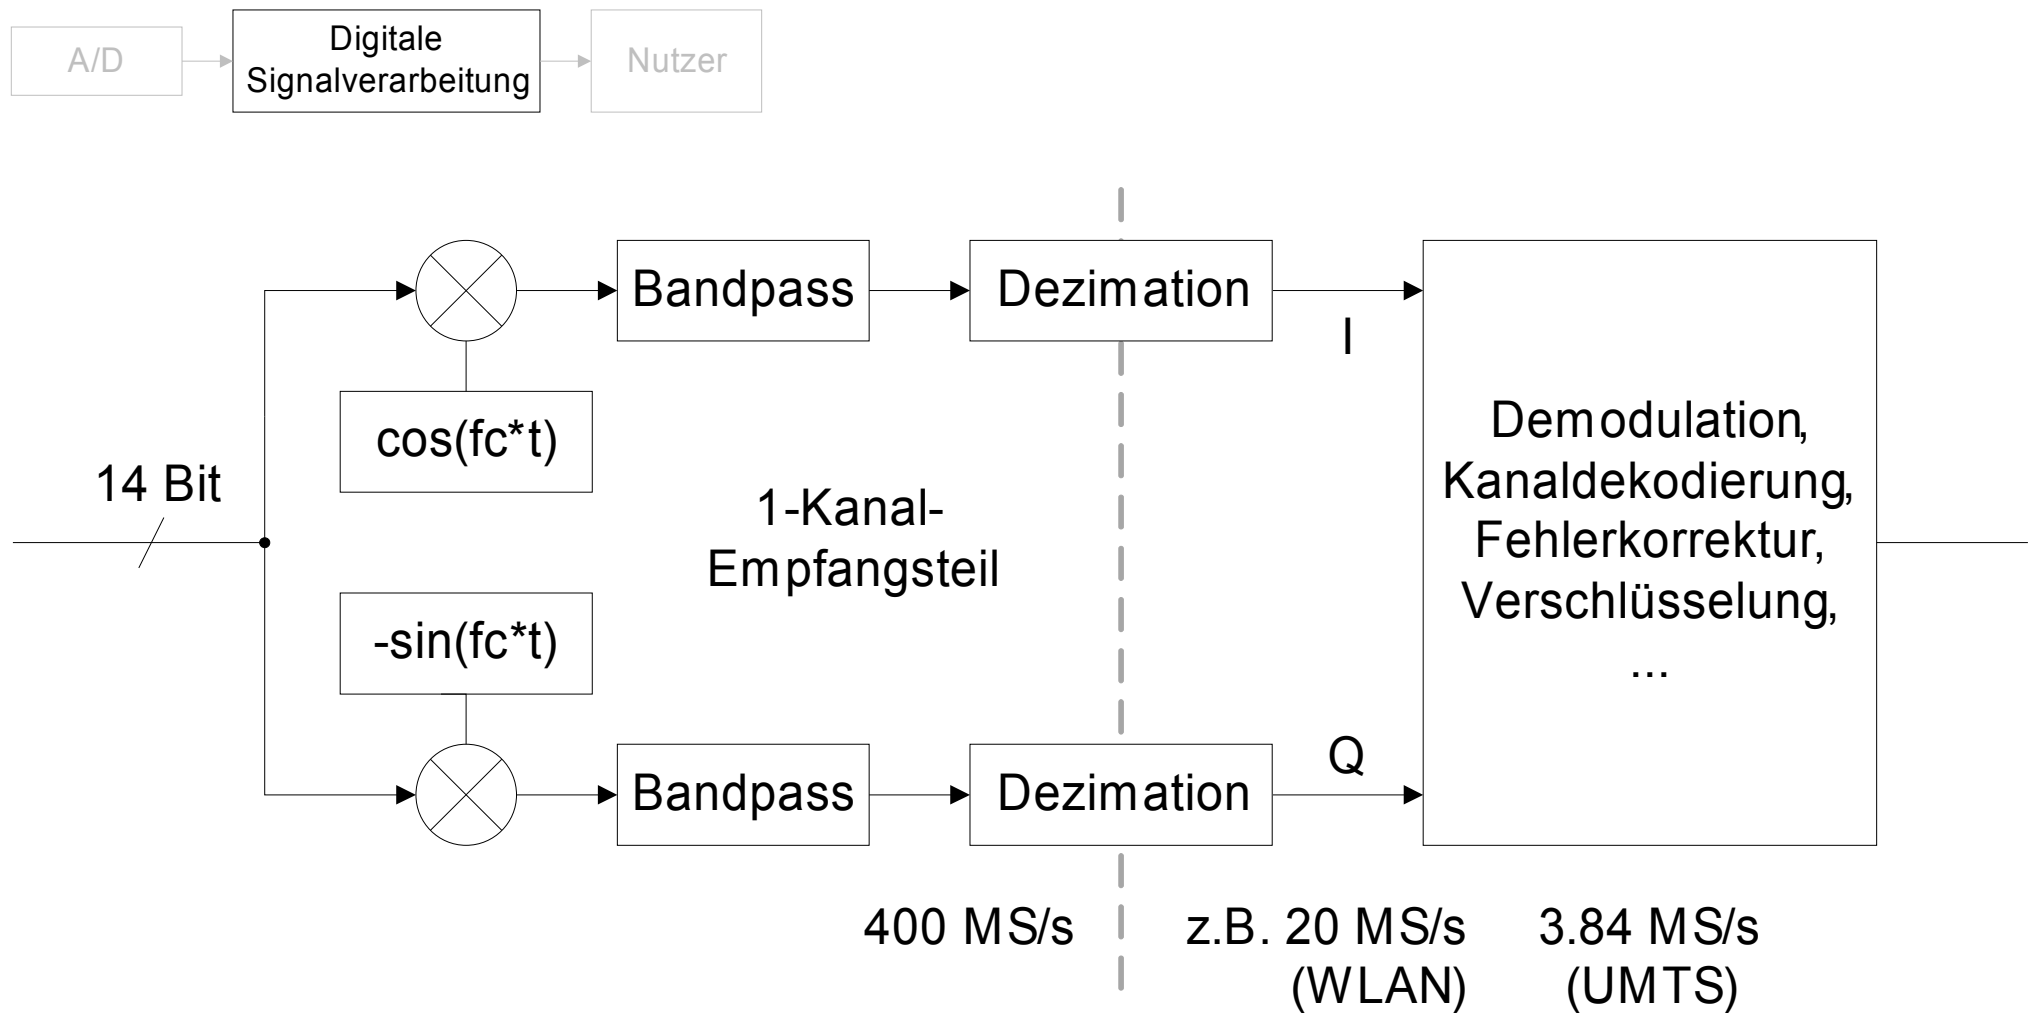 A/D
Digitale
Signalverarbeitung
Nutzer
Bandpass
Dezimation
I
cos(fc*t)
14 Bit
1-Kanal-
Empfangsteil
Demodulation,
Kanaldekodierung,
Fehlerkorrektur,
Verschlüsselung,
...
-sin(fc*t)
Bandpass
Dezimation
Q
400 MS/s
z.B. 20 MS/s
(WLAN)
3.84 MS/s
(UMTS)